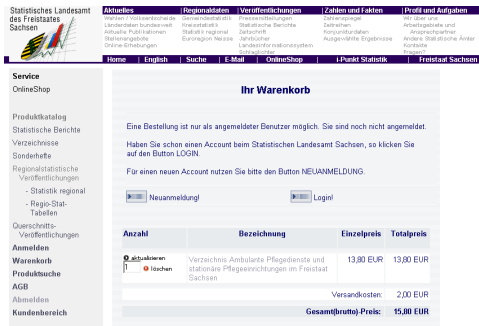 Statistisches Landesamt
des Freistaates
Sachsen
Aktuelles
Wahlen / Volksentscheide
Länderdaten bundesweit
Aktuelle Publikationen
Stellenangebote
Online-Erhebungen
Regionaldaten
Gemeindestatistik
Kreisstatistik
Statistik regional
Euroregion Neisse
Veröffentlichungen
Pressemitteilungen
Statistische Berichte
Zeitschrift
Jahrbücher
Landesinformationssystem
Schlaglichter
Zahlen und Fakten
Zahlenspiegel
Zeitreihen
Konjunkturdaten
Ausgewählte Ergebnisse
Profil und Aufgaben
Wir über uns
Arbeitsgebiete und
Ansprechpartner
Andere Statistische Ämter
Kontakte
Fragen?
Home | English | Suche | E-Mail | OnlineShop | i-Punkt Statistik | Freistaat Sachsen
Service
OnlineShop
Produktkatalog
Statistische Berichte
Verzeichnisse
Sonderhefte
Regionalstatistische
Veröffentlichungen
- Statistik regional
- Regio-Stat-
Tabellen
Querschnitts-
Veröffentlichungen
Anmelden
Warenkorb
Produktsuche
AGB
Abmelden
Kundenbereich
Ihr Warenkorb
Eine Bestellung ist nur als angemeldeter Benutzer möglich. Sie sind noch nicht angemeldet.
Haben Sie schon einen Account beim Statistischen Landesamt Sachsen, so klicken Sie
auf den Button LOGIN.
Für einen neuen Account nutzen Sie bitte den Button NEUANMELDUNG.
Neuanmeldung! Login!
Anzahl Bezeichnung Einzelpreis Totalpreis
aktualisieren
1 löschen
Verzeichnis Ambulante Pflegedienste und
stationäre Pflegeeinrichtungen im Freistaat
Sachsen
13,80 EUR 13,80 EUR
Versandkosten: 2,00 EUR
Gesamt(brutto)-Preis: 15,80 EUR